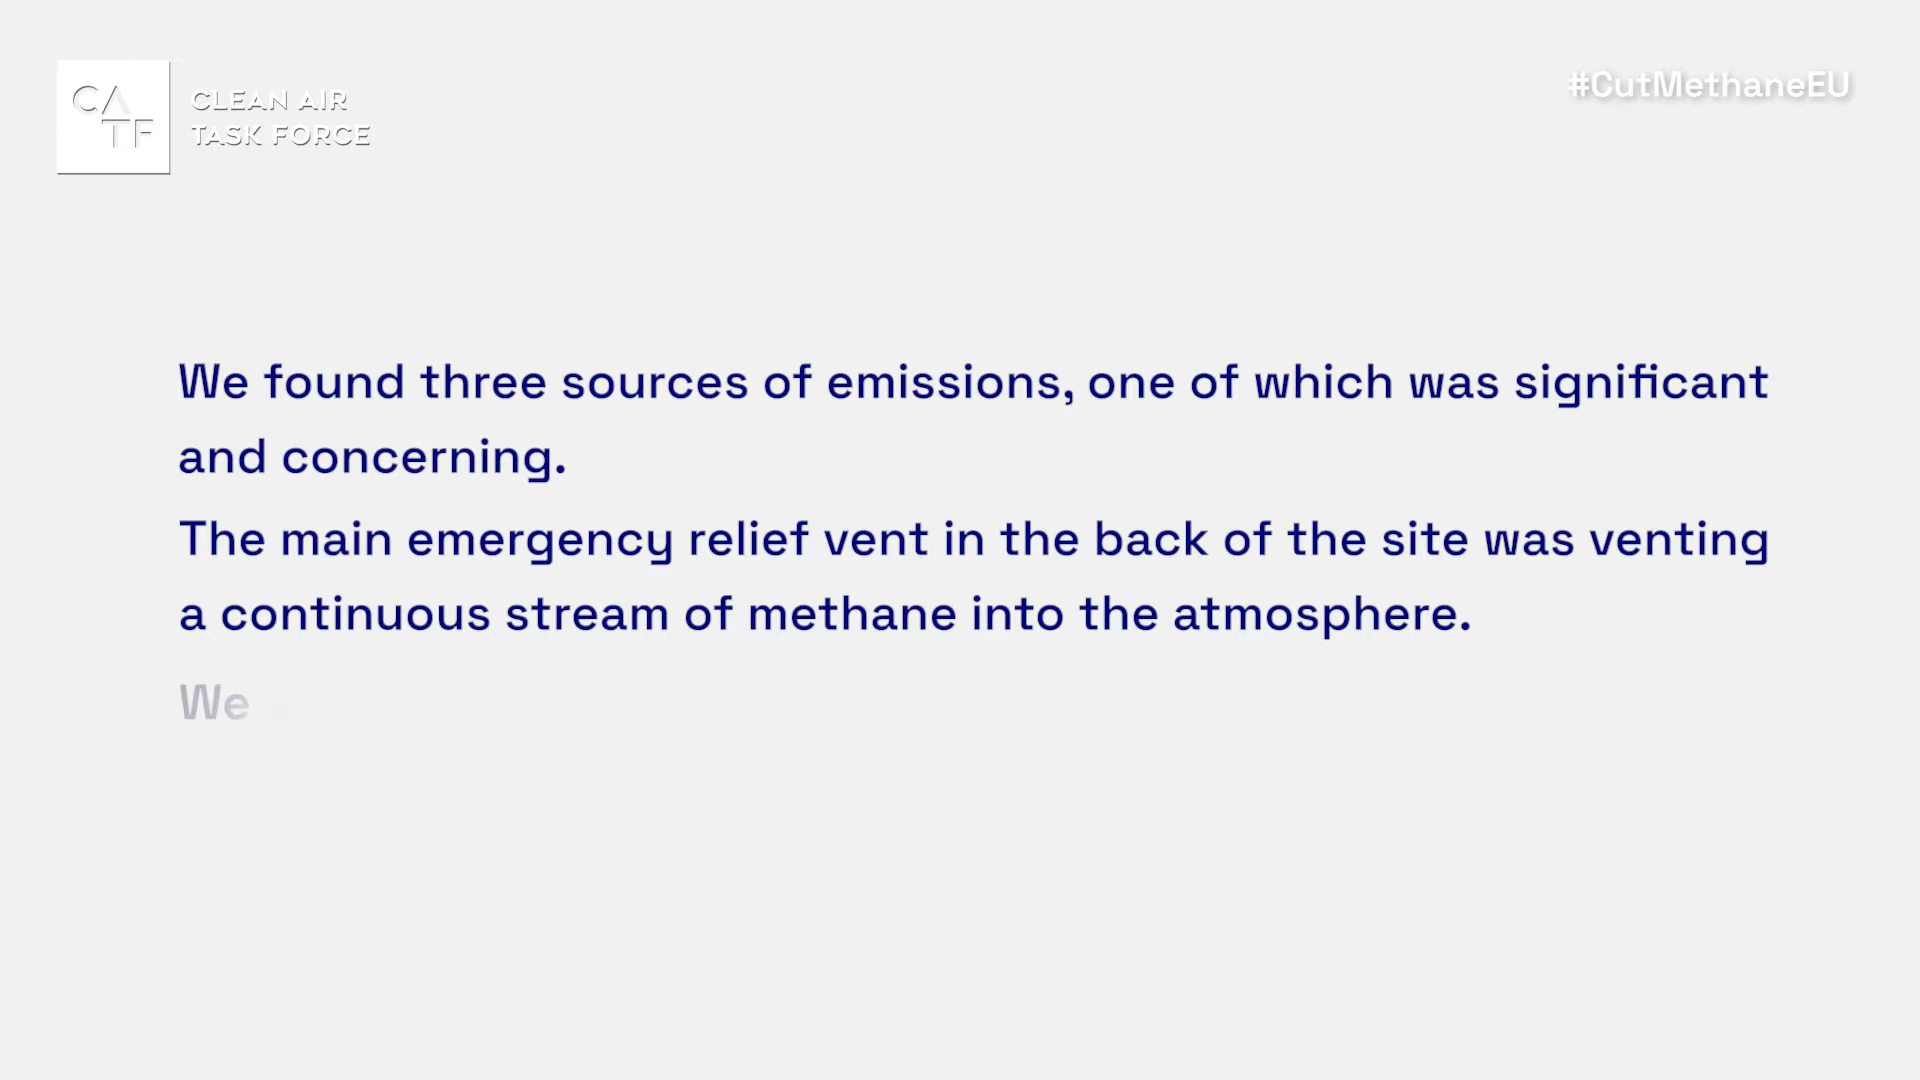 CA
TF
CLEAN AIR
TASK FORCE
#CutMethaneEU
We found three sources of emissions, one of which was significant
and concerning.
The main emergency relief vent in the back of the site was venting
a continuous stream of methane into the atmosphere.
We